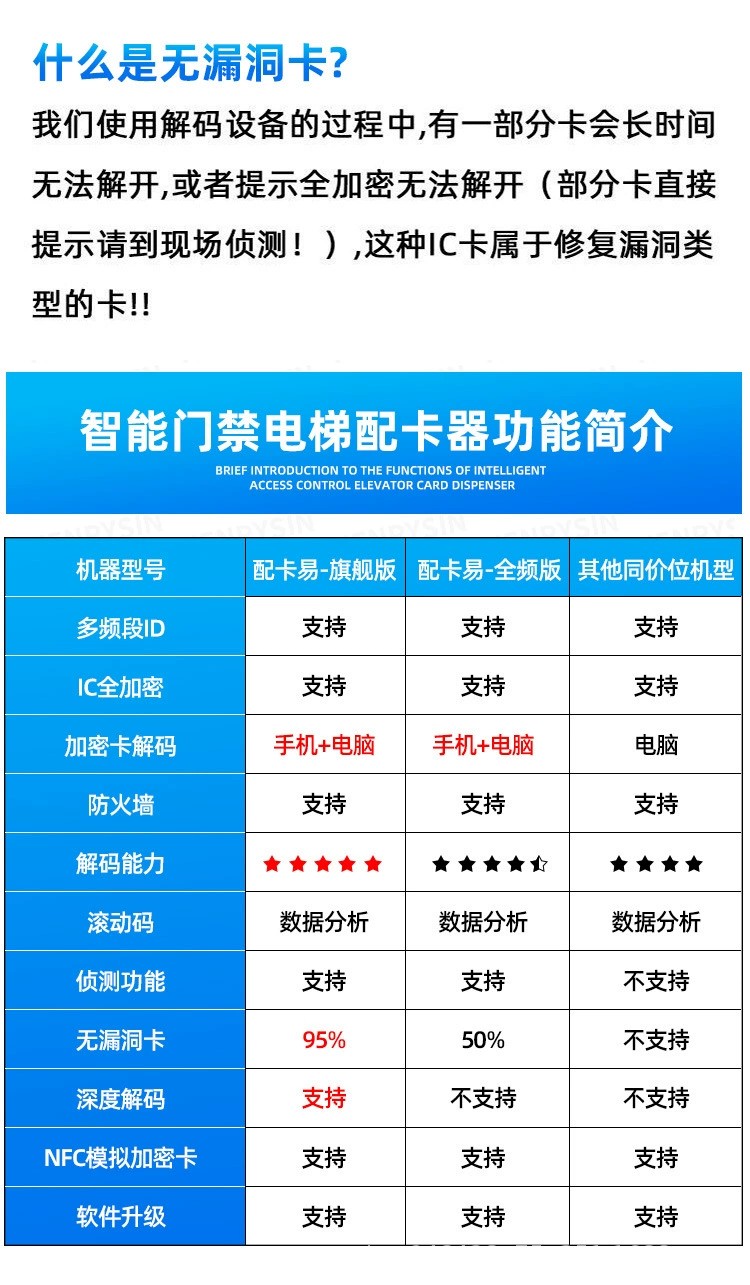 什么是无漏洞卡?
我们使用解码设备的过程中,有一部分卡会长时间
无法解开,或者提示全加密无法解开（部分卡直接
提示请到现场侦测！）,这种IC卡属于修复漏洞类
型的卡!!
智能门禁电梯配卡器功能简介
BRIEF INTRODUCTION TO THE FUNCTIONS OF INTELLIGENT
ACCESS CONTROL ELEVATOR CARD DISPENSER
机器型号 配卡易-旗舰版 配卡易-全频版 其他同价位机型
多频段ID 支持 支持 支持
IC全加密 支持 支持 支持
加密卡解码 手机+电脑 手机+电脑 电脑
防火墙 支持 支持 支持
解码能力
滚动码 数据分析 数据分析 数据分析
侦测功能 支持 支持 不支持
无漏洞卡 95% 50% 不支持
深度解码 支持 不支持 不支持
NFC模拟加密卡 支持 支持 支持
软件升级 支持 支持 支持